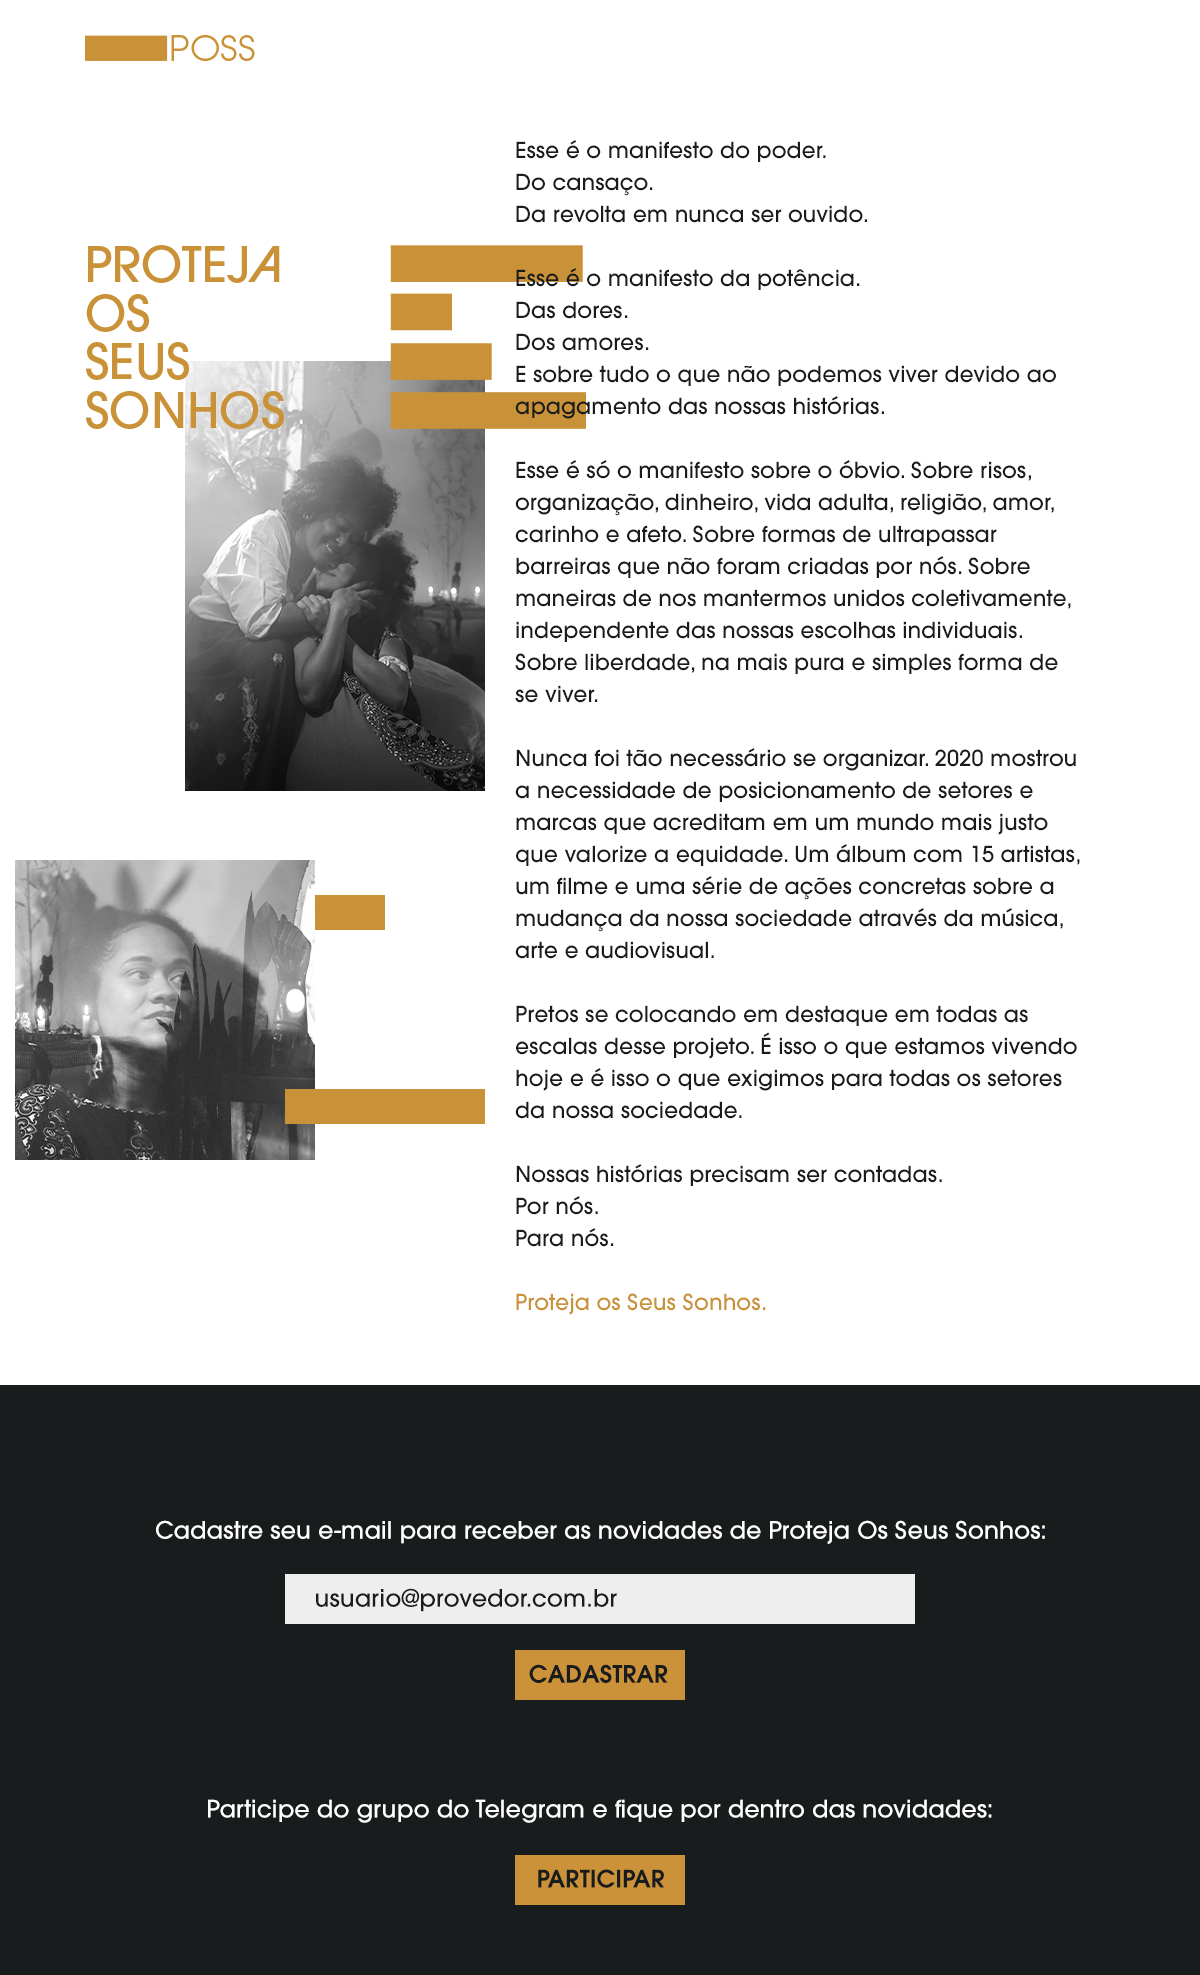 POSS
PROTEJA
OS
SEUS
SONHOS
Esse é o manifesto do poder.
Do cansaço.
Da revolta em nunca ser ouvido.
Esse é o manifesto da potência.
Das dores.
Dos amores.
E sobre tudo o que não podemos viver devido ao
apagamento das nossas histórias.
Esse é só o manifesto sobre o óbvio. Sobre risos,
organização, dinheiro, vida adulta, religião, amor,
carinho e afeto. Sobre formas de ultrapassar
barreiras que não foram criadas por nós. Sobre
maneiras de nos mantermos unidos coletivamente,
independente das nossas escolhas individuais.
Sobre liberdade, na mais pura e simples forma de
se viver.
Nunca foi tão necessário se organizar. 2020 mostrou
a necessidade de posicionamento de setores e
marcas que acreditam em um mundo mais justo
que valorize a equidade. Um álbum com 15 artistas,
um filme e uma série de ações concretas sobre a
mudança da nossa sociedade através da música,
arte e audiovisual.
Pretos se colocando em destaque em todas as
escalas desse projeto. É isso o que estamos vivendo
hoje e é isso o que exigimos para todas os setores
da nossa sociedade.
Nossas histórias precisam ser contadas.
Por nós.
Para nós.
Proteja os Seus Sonhos.
Cadastre seu e-mail para receber as novidades de Proteja Os Seus Sonhos:
usuario@provedor.com.br
CADASTRAR
Participe do grupo do Telegram e fique por dentro das novidades:
PARTICIPAR